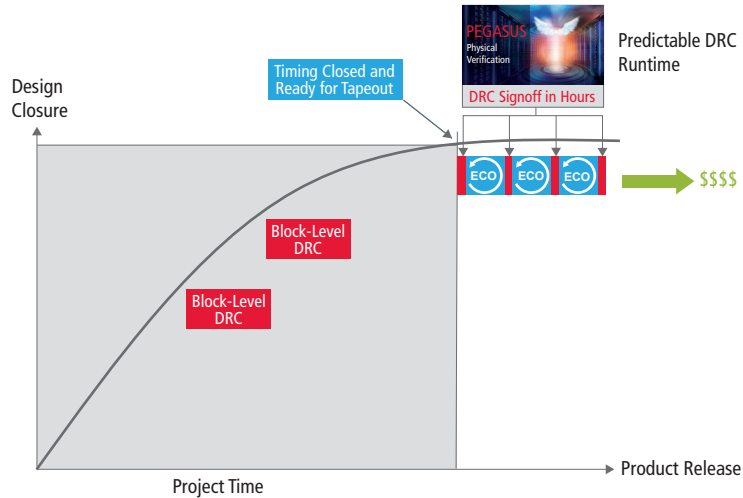 PEGASUS
Physical
Verification
DRC Signoff in Hours
Predictable DRC
Runtime
Timing Closed and
Ready for Tapeout
Design
Closure
ECO
ECO
ECO
$$$$
Block-Level
DRC
Block-Level
DRC
Product Release
Project Time